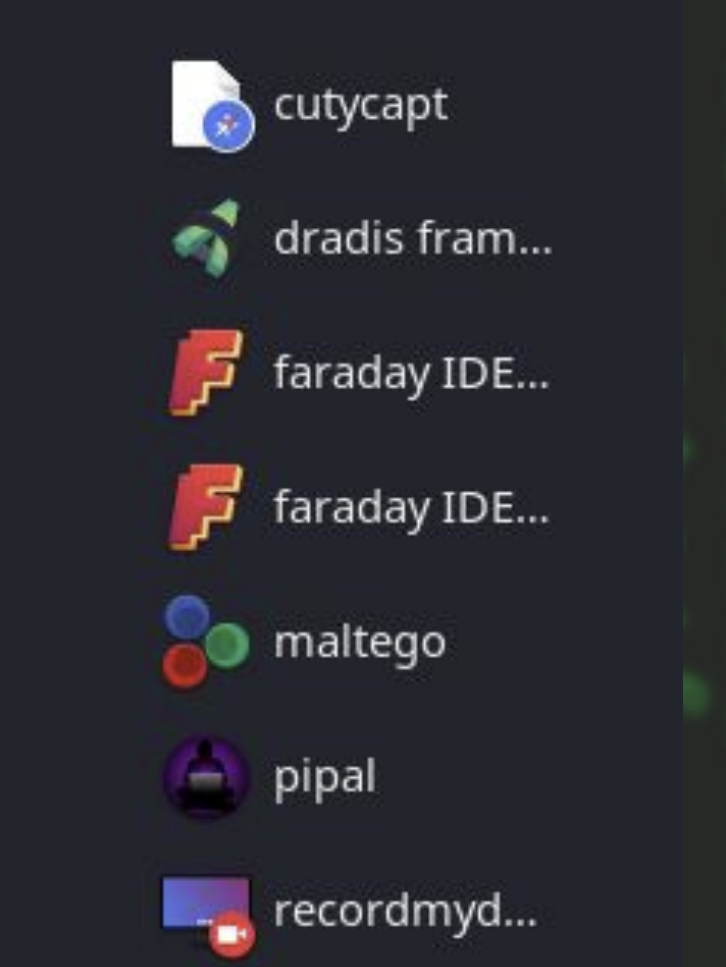 cutycapt
dradis fram...
faraday IDE...
faraday IDE...
maltego
pipal
recordmyd...